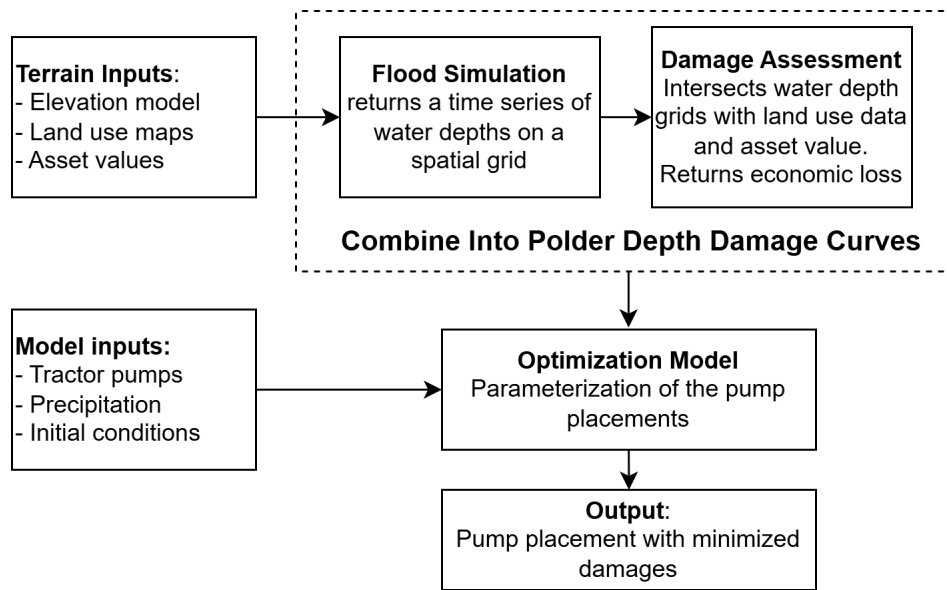 Terrain Inputs:
- Elevation model
- Land use maps
- Asset values
Flood Simulation
returns a time series of
water depths on a
spatial grid
Damage Assessment
Intersects water depth
grids with land use data
and asset value.
Returns economic loss
Combine Into Polder Depth Damage Curves
Model inputs:
- Tractor pumps
- Precipitation
- Initial conditions
Optimization Model
Parameterization of the pump
placements
Output:
Pump placement with minimized
damages